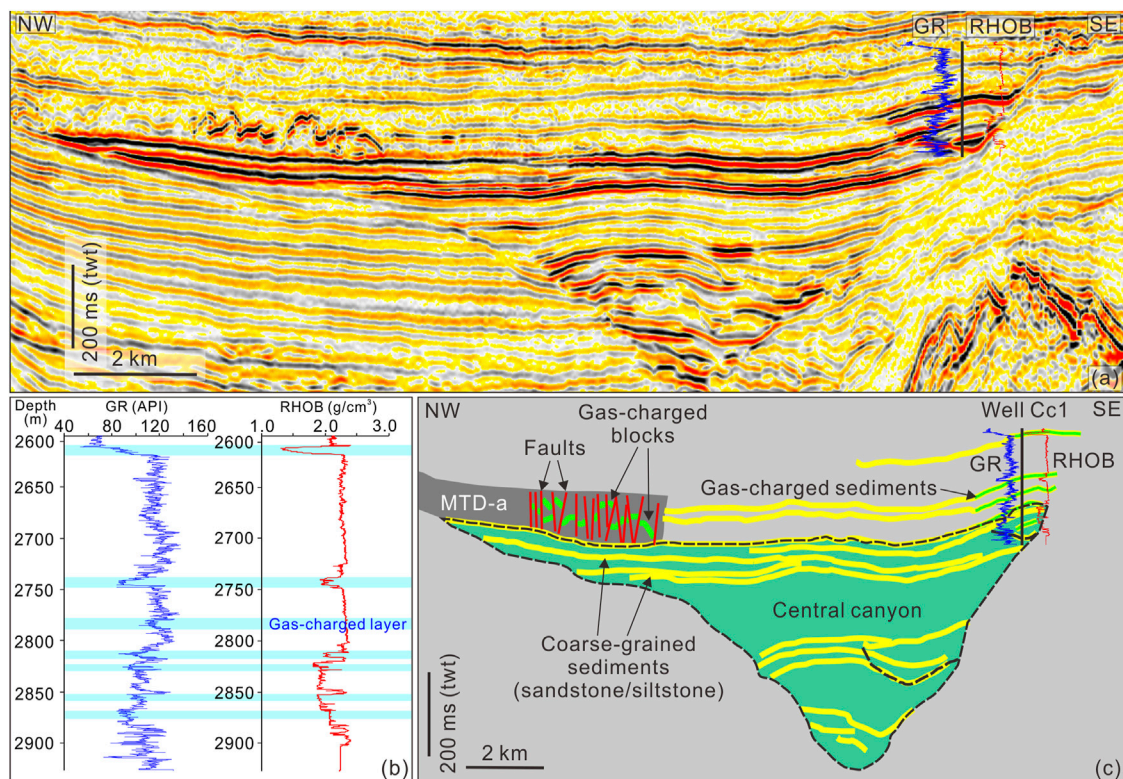 NW
GR
RHOB
SE
200 ms (twt)
2 km
(a)
Depth
(m)
GR (API)
RHOB (g/cm³)
40 80 120 160
1.0 2.0 3.0
2600 2600
2650 2650
2700 2700
2750 2750
Gas-charged layer
2800 2800
2850 2850
2900 2900
(b)
NW
Gas-charged
blocks
Well Cc1
SE
Faults
GR
RHOB
Gas-charged sediments
MTD-a
Central canyon
Coarse-grained
sediments
(sandstone/siltstone)
200 ms (twt)
2 km
(c)